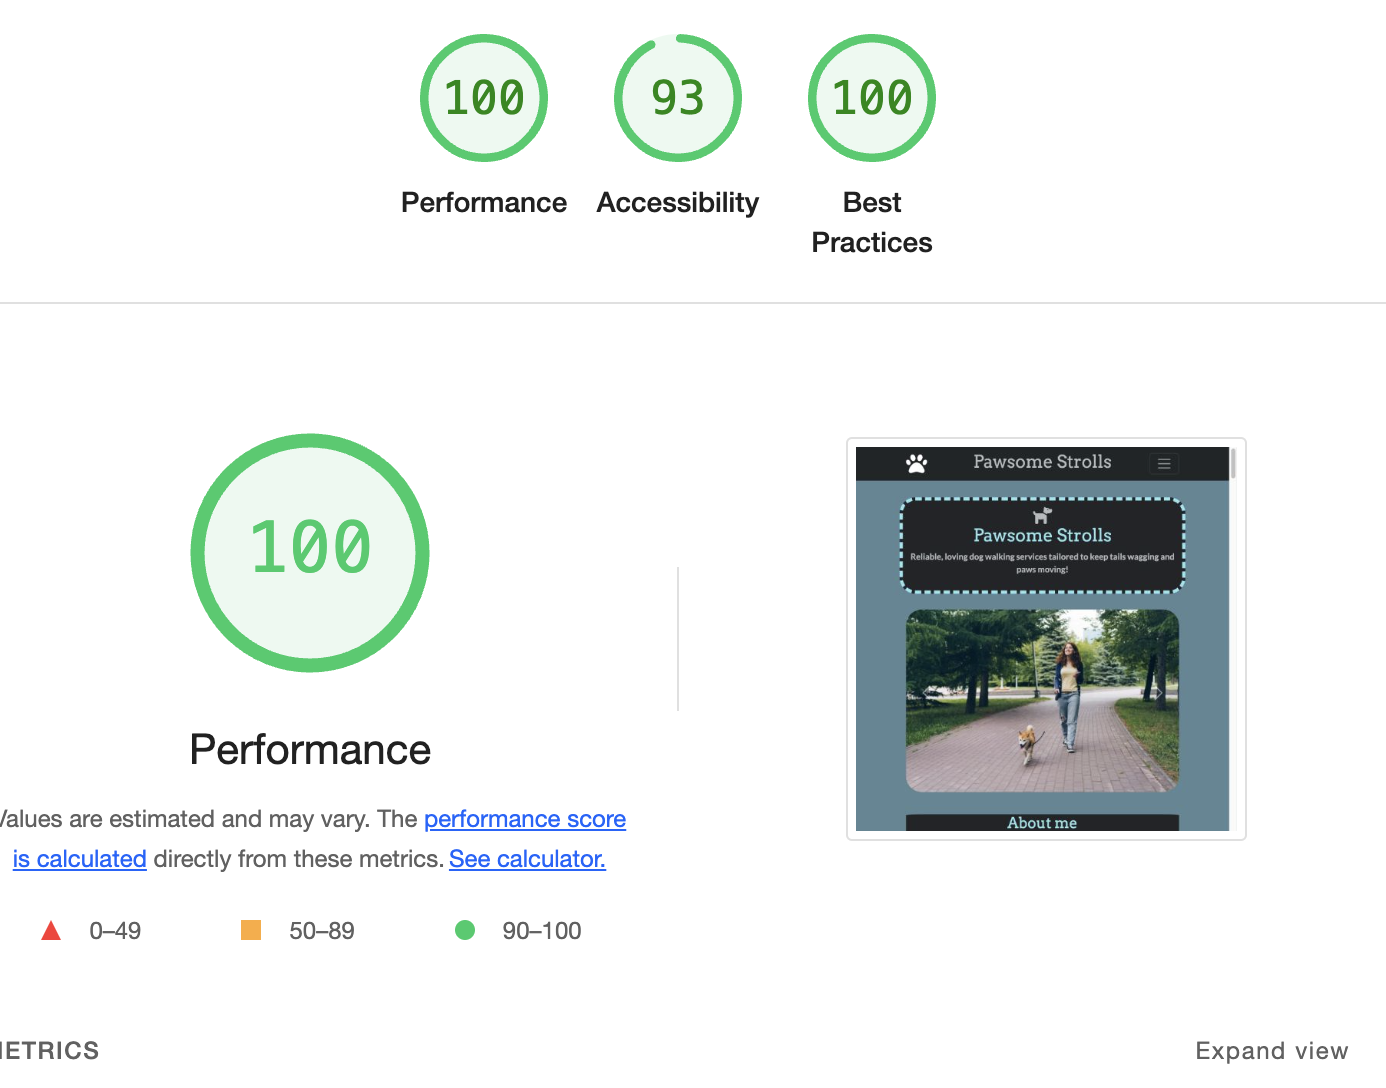 100
93
100
Performance
Accessibility
Best
Practices
100
Performance
Values are estimated and may vary. The performance score
is calculated directly from these metrics. See calculator.
0–49
50–89
90–100
Pawsome Strolls
Pawsome Strolls
Reliable, loving dog walking services tailored to keep tails wagging and
paws moving!
About me
METRICS
Expand view